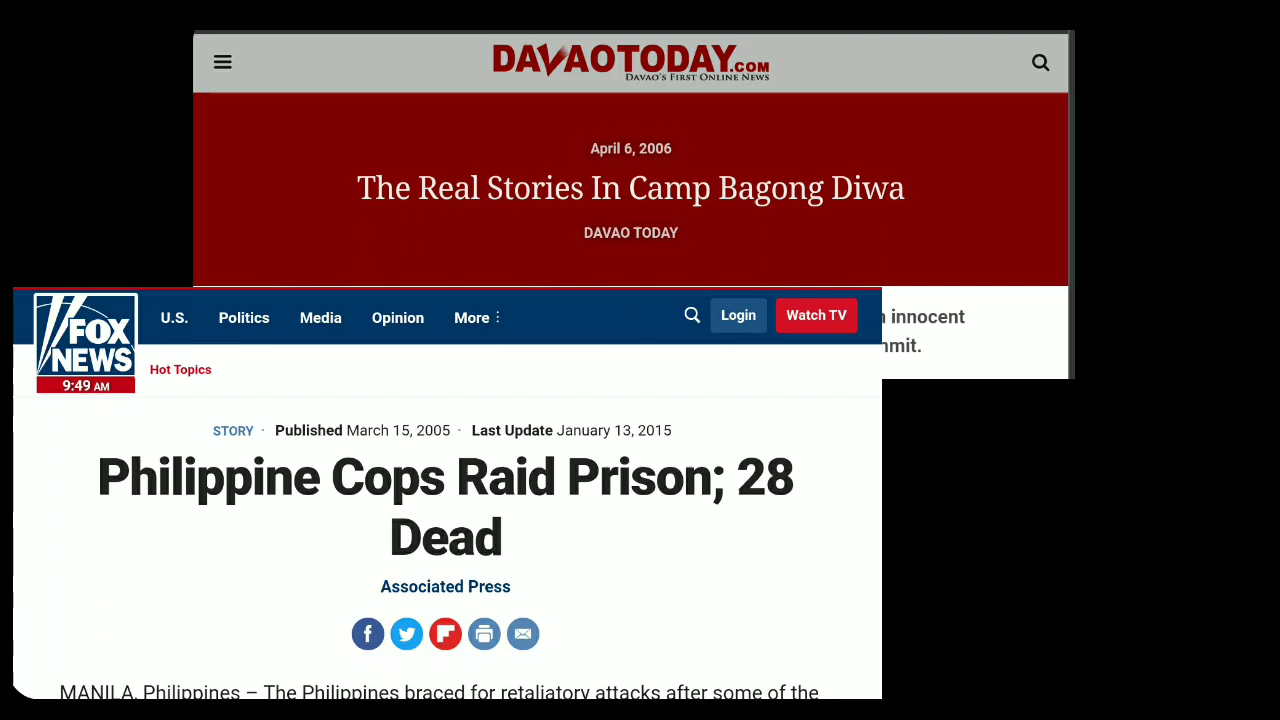 DAVAOTODAY.COM
DAVAO'S FIRST ONLINE NEWS
April 6, 2006
The Real Stories In Camp Bagong Diwa
DAVAO TODAY
innocent
FOX
NEWS
9:49 AM
U.S. Politics Media Opinion More Login Watch TV
Hot Topics
STORY · Published March 15, 2005 · Last Update January 13, 2015
Philippine Cops Raid Prison; 28
Dead
Associated Press
MANILA, Philippines – The Philippines braced for retaliatory attacks after some of the